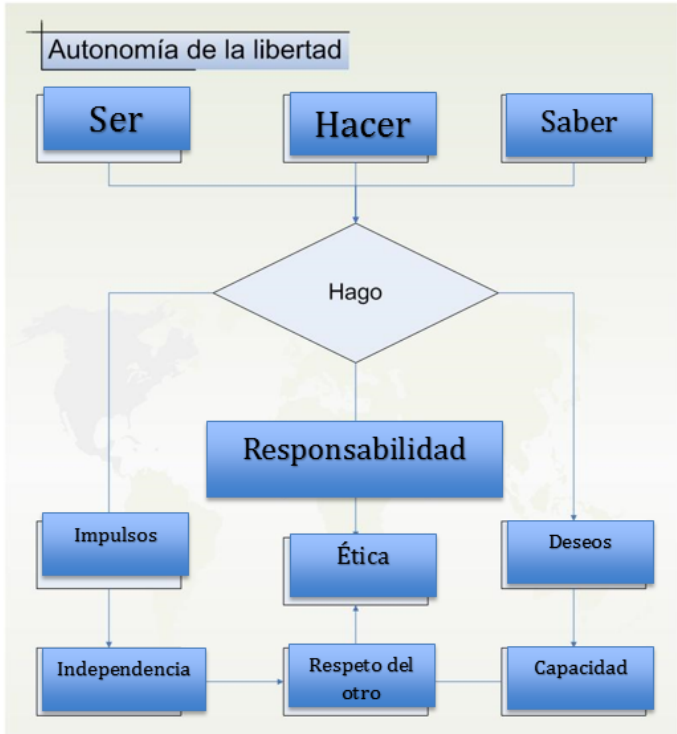 Autonomía de la libertad
Ser
Hacer
Saber
Hago
Responsabilidad
Impulsos
Ética
Deseos
Independencia
Respeto del
otro
Capacidad